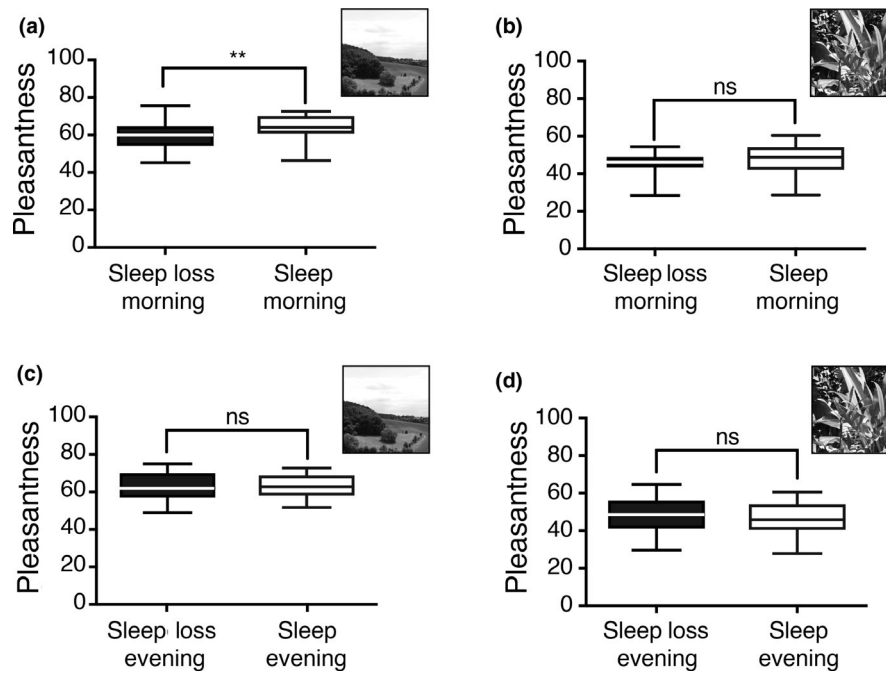 (a)
**
Pleasantness
100
80
60
40
20
0
Sleep loss
morning
Sleep
morning
(b)
ns
Pleasantness
100
80
60
40
20
0
Sleep loss
morning
Sleep
morning
(c)
ns
Pleasantness
100
80
60
40
20
0
Sleep loss
evening
Sleep
evening
(d)
ns
Pleasantness
100
80
60
40
20
0
Sleep loss
evening
Sleep
evening